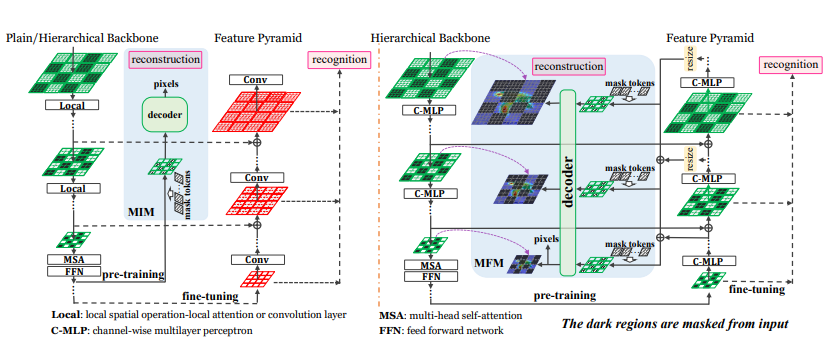 Plain/Hierarchical Backbone
Feature Pyramid
reconstruction
recognition
pixels
Conv
Local
decoder
Local
Conv
mask tokens
MIM
MSA
FFN
Conv
pre-training
fine-tuning
Local: local spatial operation-local attention or convolution layer
C-MLP: channel-wise multilayer perceptron
Hierarchical Backbone
Feature Pyramid
reconstruction
resize
recognition
mask tokens
C-MLP
C-MLP
decoder
resize
mask tokens
C-MLP
C-MLP
pixels
mask tokens
MSA
FFN
MFM
C-MLP
pre-training
fine-tuning
MSA: multi-head self-attention
FFN: feed forward network
The dark regions are masked from input